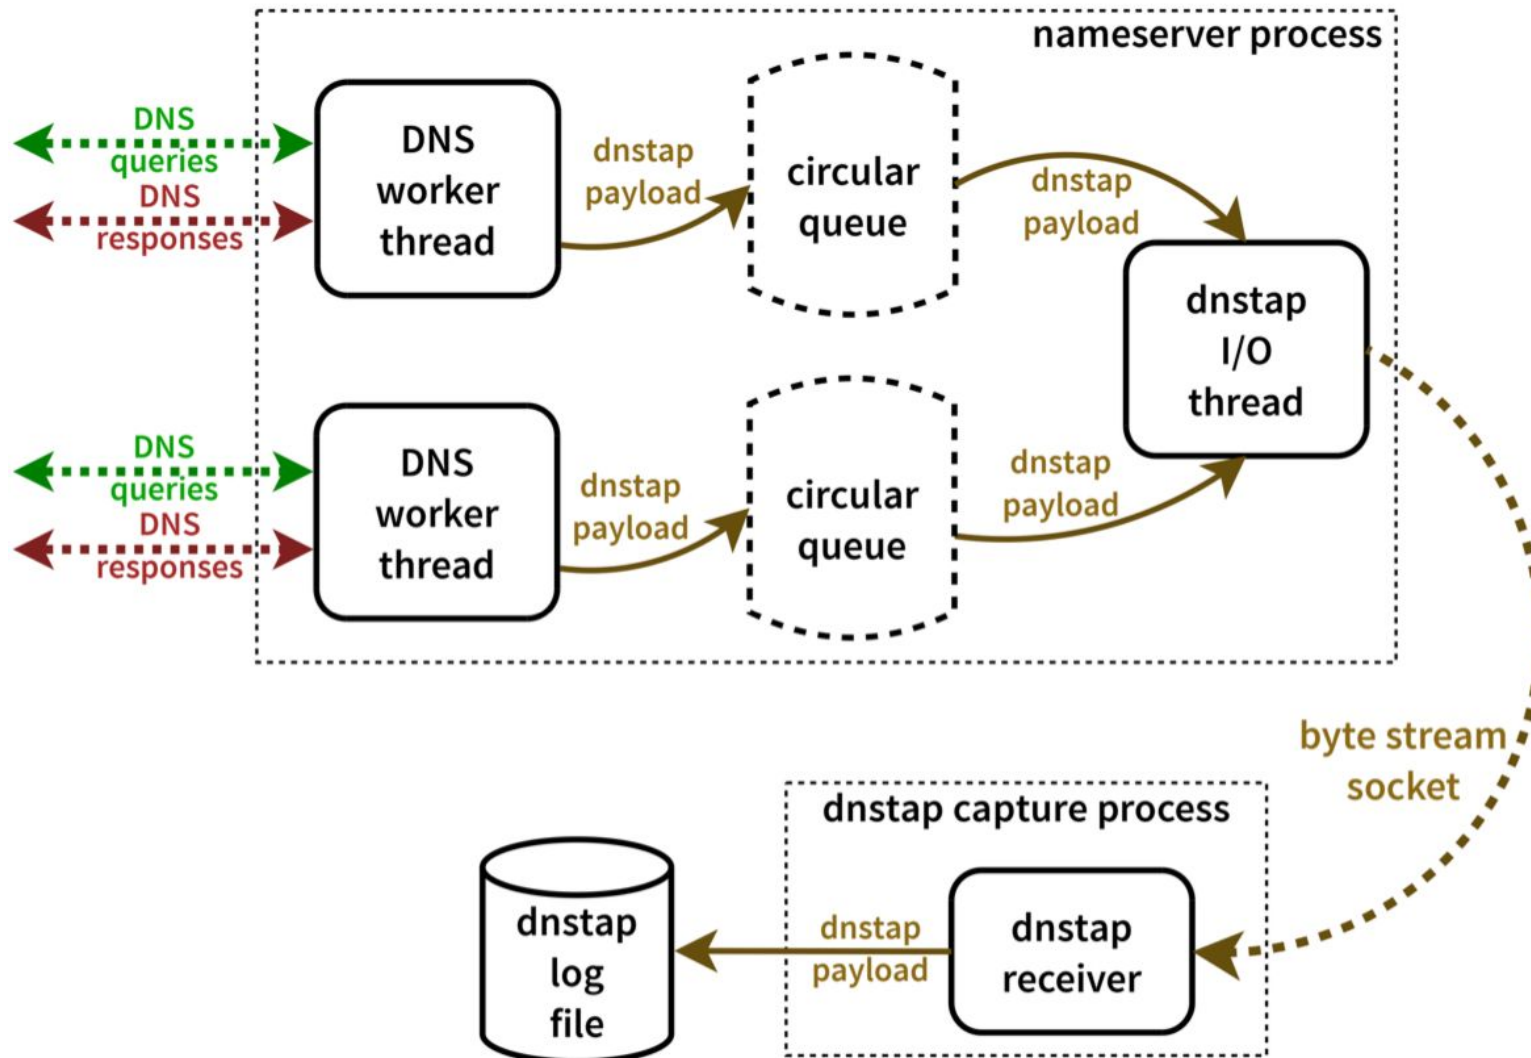 nameserver process
DNS
queries
DNS
responses
DNS
worker
thread
dnstap
payload
circular
queue
dnstap
payload
dnstap
I/O
thread
DNS
queries
DNS
responses
DNS
worker
thread
dnstap
payload
circular
queue
dnstap
payload
byte stream
socket
dnstap capture process
dnstap
receiver
dnstap
payload
dnstap
log
file